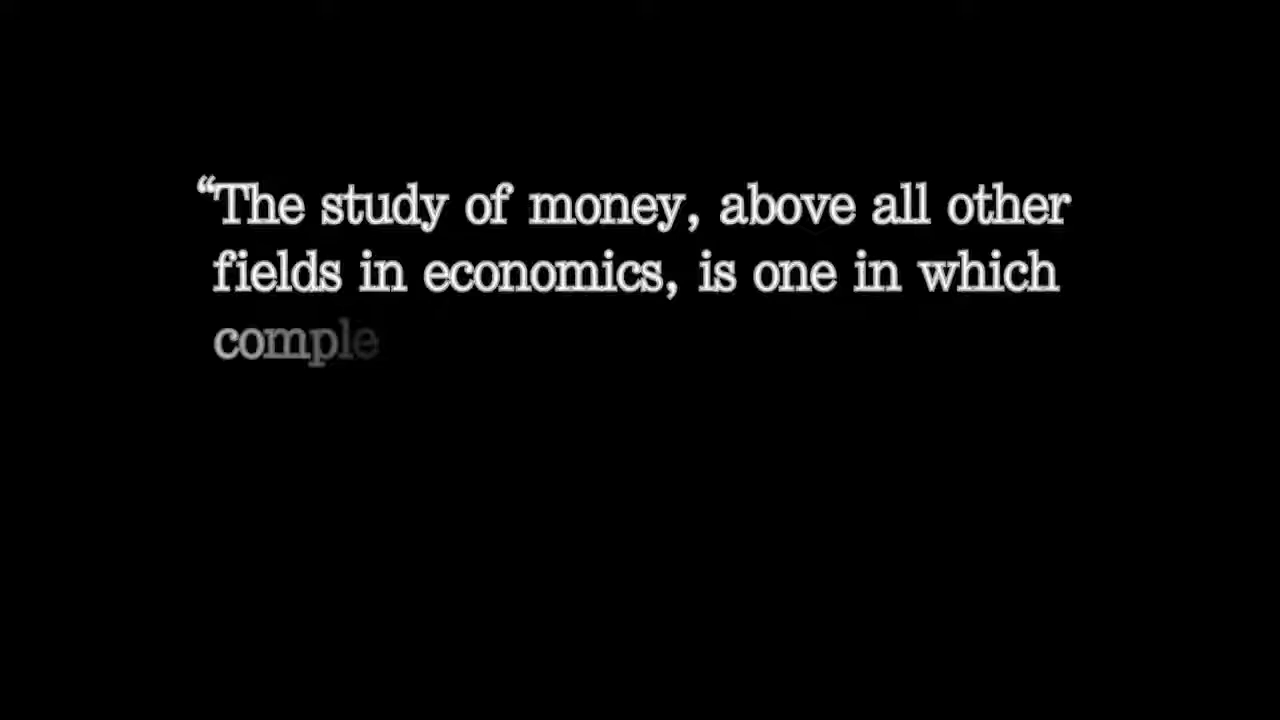 “The study of money, above all other
fields in economics, is one in which
comple